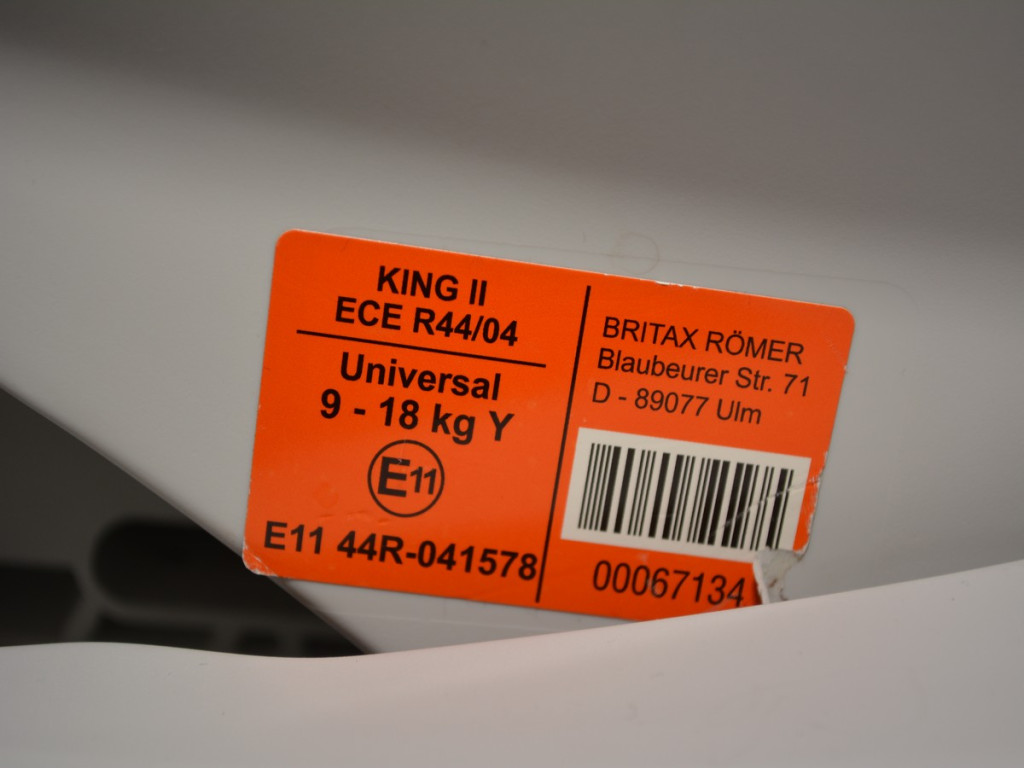 KING II
ECE R44/04
Universal
9 - 18 kg Y
E11
E11 44R-041578
BRITAX RÖMER
Blaubeurer Str. 71
D - 89077 Ulm
00067134